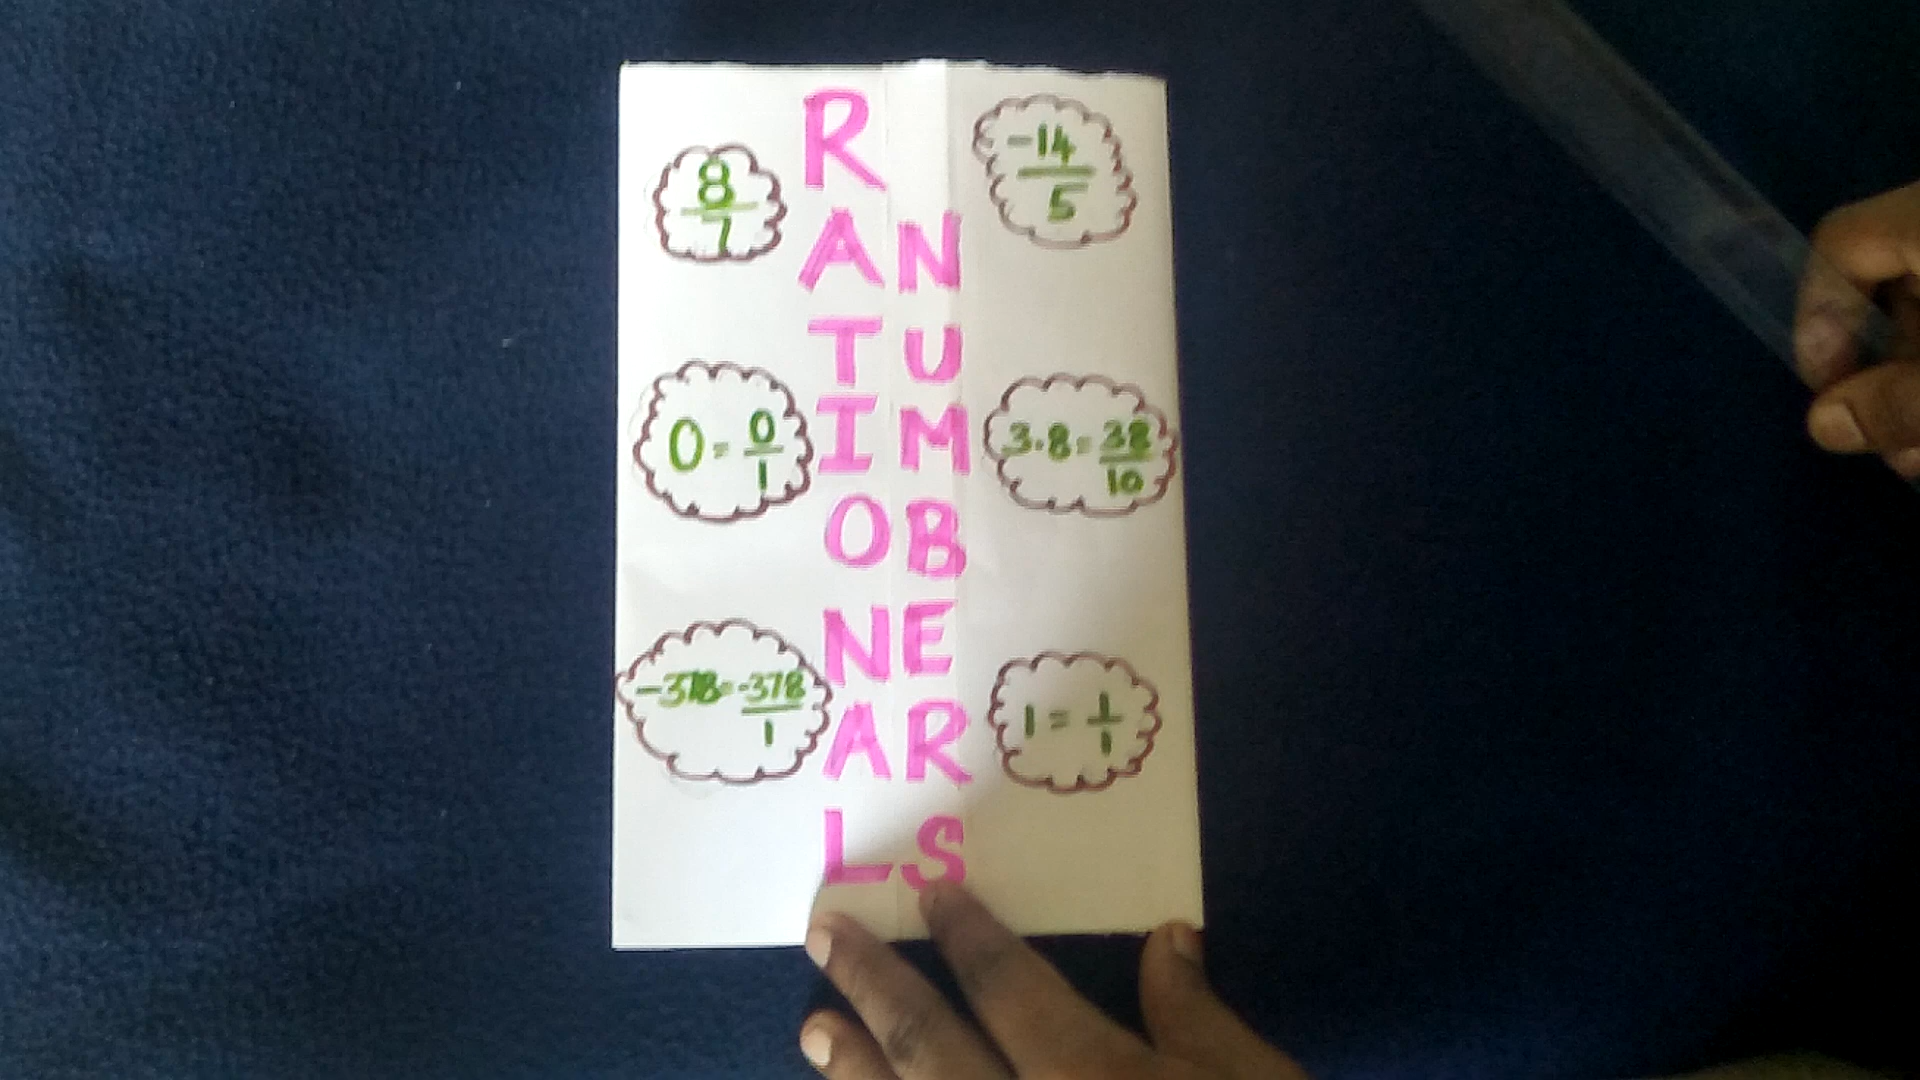 RATIONAL
NUMBERS
8/7
-14/5
0 = 0/1
3.8 = 38/10
-378 = -378/1
1 = 1/1